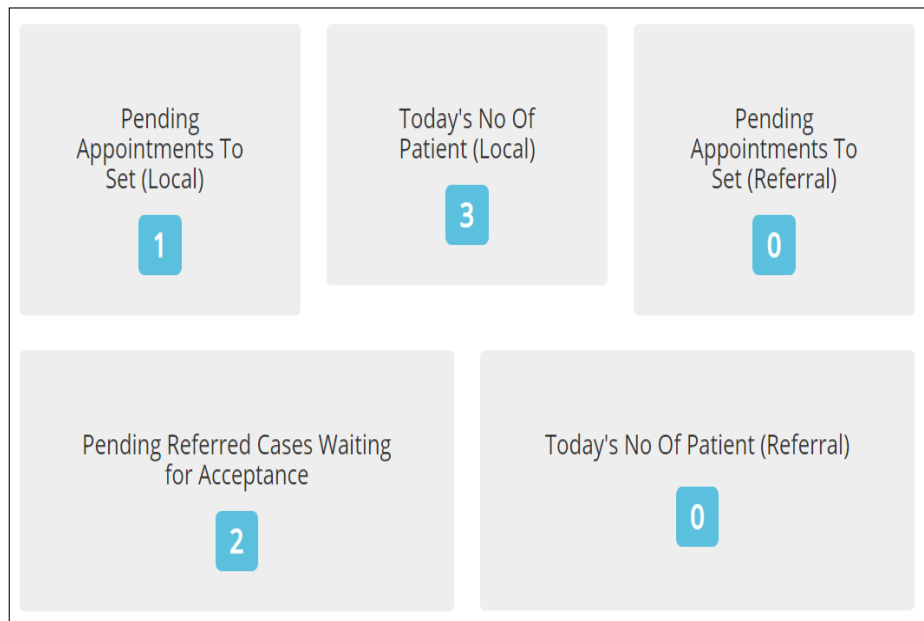 Pending
Appointments To
Set (Local)
1
Today's No Of
Patient (Local)
3
Pending
Appointments To
Set (Referral)
0
Pending Referred Cases Waiting
for Acceptance
2
Today's No Of Patient (Referral)
0